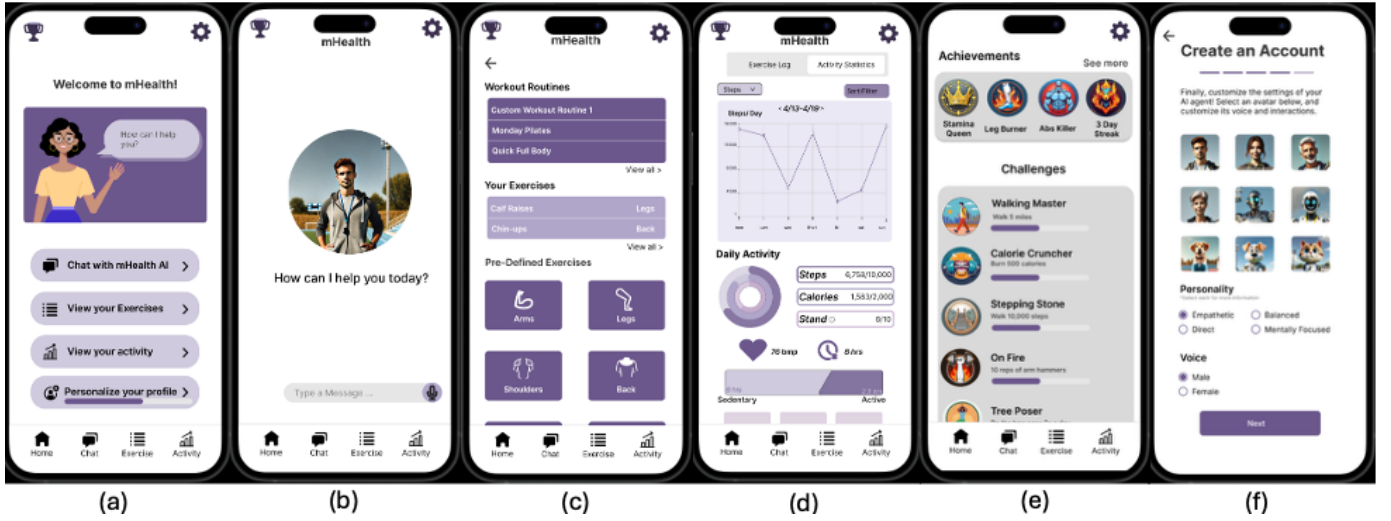 Welcome to mHealth!
How can I help you?
Chat with mHealth AI
View your Exercises
View your activity
Personalize your profile
Home Chat Exercise Activity
(a)
mHealth
How can I help you today?
Type a Message ...
Home Chat Exercise Activity
(b)
mHealth
Workout Routines
Custom Workout Routine 1
Monday Pilates
Quick Full Body
View all >
Your Exercises
Calf Raises Legs
Chin-ups Back
View all >
Pre-Defined Exercises
Arms Legs
Shoulders Back
Home Chat Exercise Activity
(c)
mHealth
Exercise Log Activity Statistics
Steps Sort/Filter
Steps/ Day < 4/13-4/19>
Daily Activity
Steps 6,753/10,000
Calories 1,583/2,000
Stand 6/10
76 bmp 8 hrs
Sedentary Active
Home Chat Exercise Activity
(d)
Achievements
See more
Stamina Queen
Leg Burner
Abs Killer
3 Day Streak
Challenges
Walking Master
Walk 5 miles
Calorie Cruncher
Burn 500 calories
Stepping Stone
Walk 10,000 steps
On Fire
10 reps of arm hammers
Tree Poser
Home Chat Exercise Activity
(e)
Create an Account
Finally, customize the settings of your
AI agent! Select an avatar below, and
customize its voice and interactions.
Personality
*Select each for more information
Empathetic Balanced
Direct Mentally Focused
Voice
Male
Female
Next
(f)